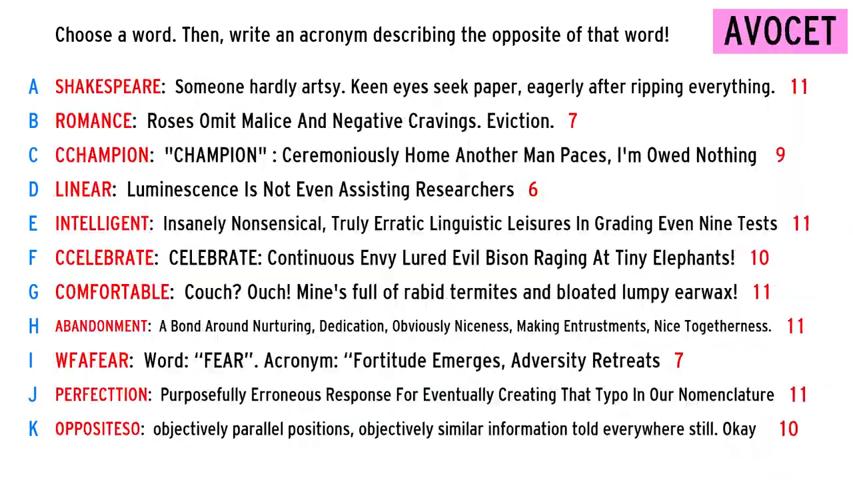 Choose a word. Then, write an acronym describing the opposite of that word!
AVOCET
A SHAKESPEARE: Someone hardly artsy. Keen eyes seek paper, eagerly after ripping everything. 11
B ROMANCE: Roses Omit Malice And Negative Cravings. Eviction. 7
C CCHAMPION: "CHAMPION" : Ceremoniously Home Another Man Paces, I'm Owed Nothing 9
D LINEAR: Luminescence Is Not Even Assisting Researchers 6
E INTELLIGENT: Insanely Nonsensical, Truly Erratic Linguistic Leisures In Grading Even Nine Tests 11
F CCELEBRATE: CELEBRATE: Continuous Envy Lured Evil Bison Raging At Tiny Elephants! 10
G COMFORTABLE: Couch? Ouch! Mine's full of rabid termites and bloated lumpy earwax! 11
H ABANDONMENT: A Bond Around Nurturing, Dedication, Obviously Niceness, Making Entrustments, Nice Togetherness. 11
I WFAFEAR: Word: “FEAR”. Acronym: “Fortitude Emerges, Adversity Retreats 7
J PERFECTTION: Purposefully Erroneous Response For Eventually Creating That Typo In Our Nomenclature 11
K OPPOSITESO: objectively parallel positions, objectively similar information told everywhere still. Okay 10